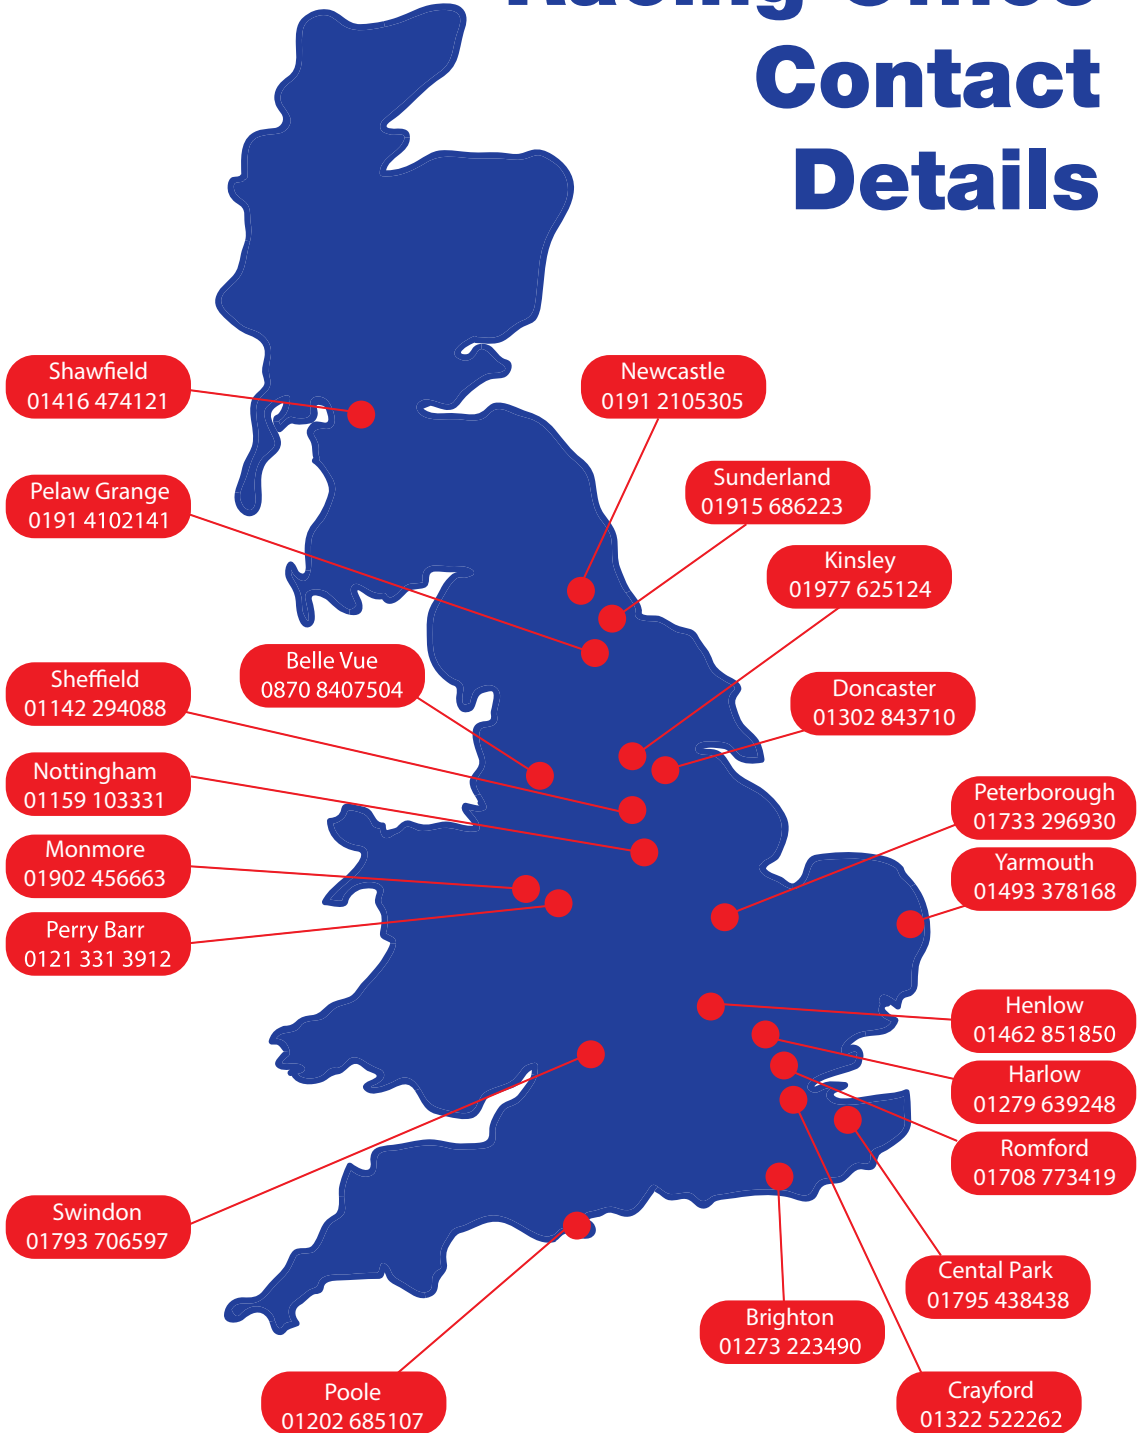 Racing Office
Contact
Details
Shawfield
01416 474121
Newcastle
0191 2105305
Pelaw Grange
0191 4102141
Sunderland
01915 686223
Kinsley
01977 625124
Belle Vue
0870 8407504
Sheffield
01142 294088
Doncaster
01302 843710
Nottingham
01159 103331
Peterborough
01733 296930
Monmore
01902 456663
Yarmouth
01493 378168
Perry Barr
0121 331 3912
Henlow
01462 851850
Harlow
01279 639248
Romford
01708 773419
Swindon
01793 706597
Cental Park
01795 438438
Brighton
01273 223490
Poole
01202 685107
Crayford
01322 522262